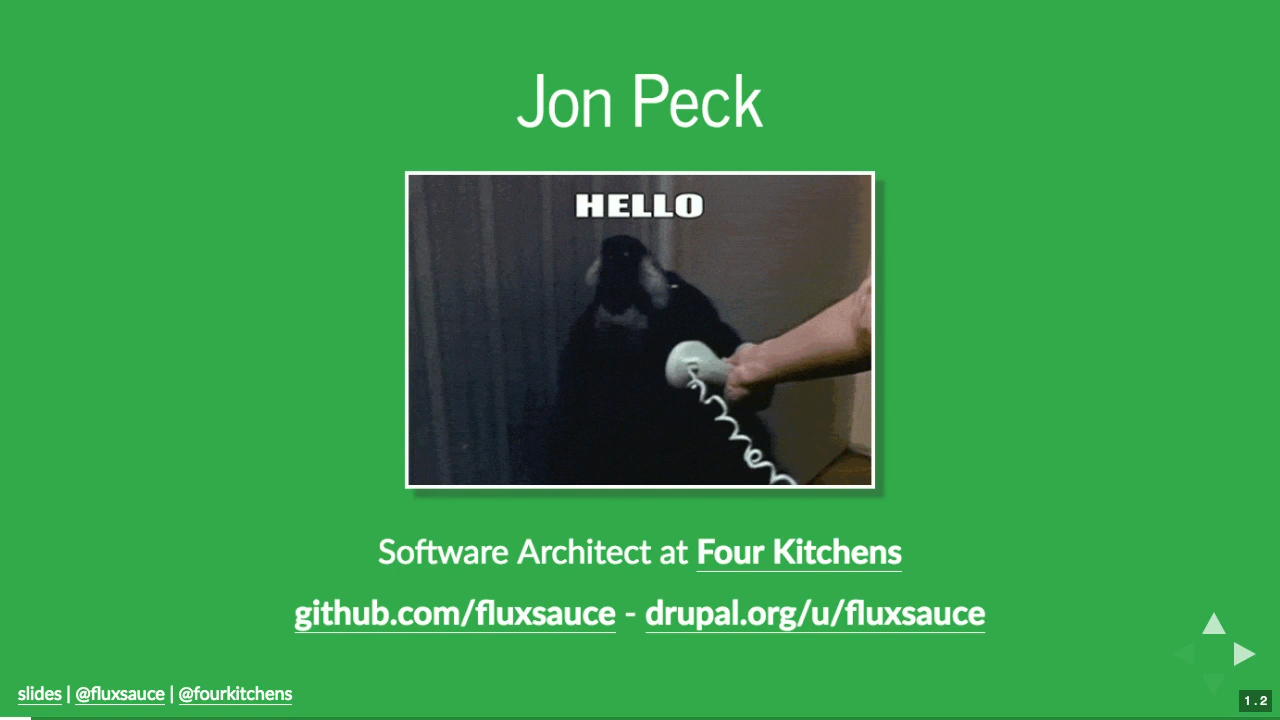 Jon Peck
HELLO
Software Architect at Four Kitchens
github.com/fluxsauce - drupal.org/u/fluxsauce
slides | @fluxsauce | @fourkitchens
1.2